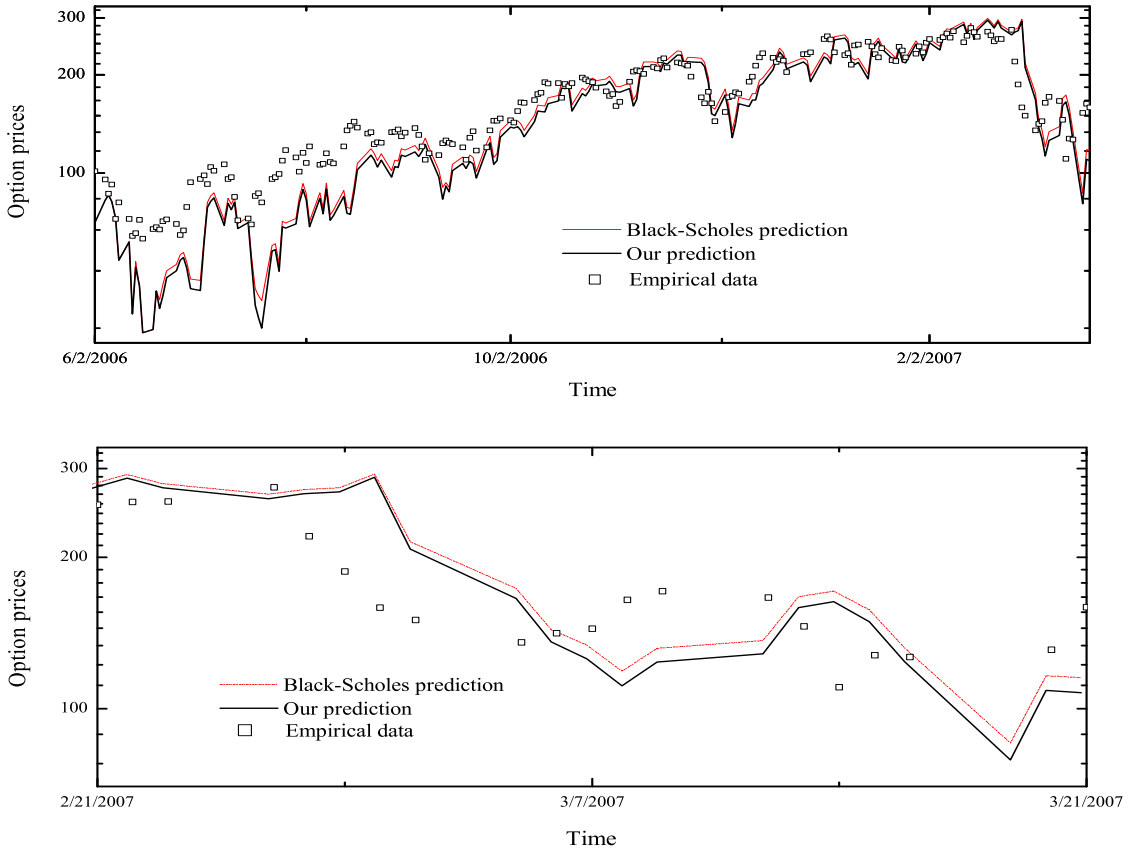 300
200
100
Option prices
Black-Scholes prediction
Our prediction
Empirical data
6/2/2006
10/2/2006
2/2/2007
Time
300
200
100
Option prices
Black-Scholes prediction
Our prediction
Empirical data
2/21/2007
3/7/2007
3/21/2007
Time